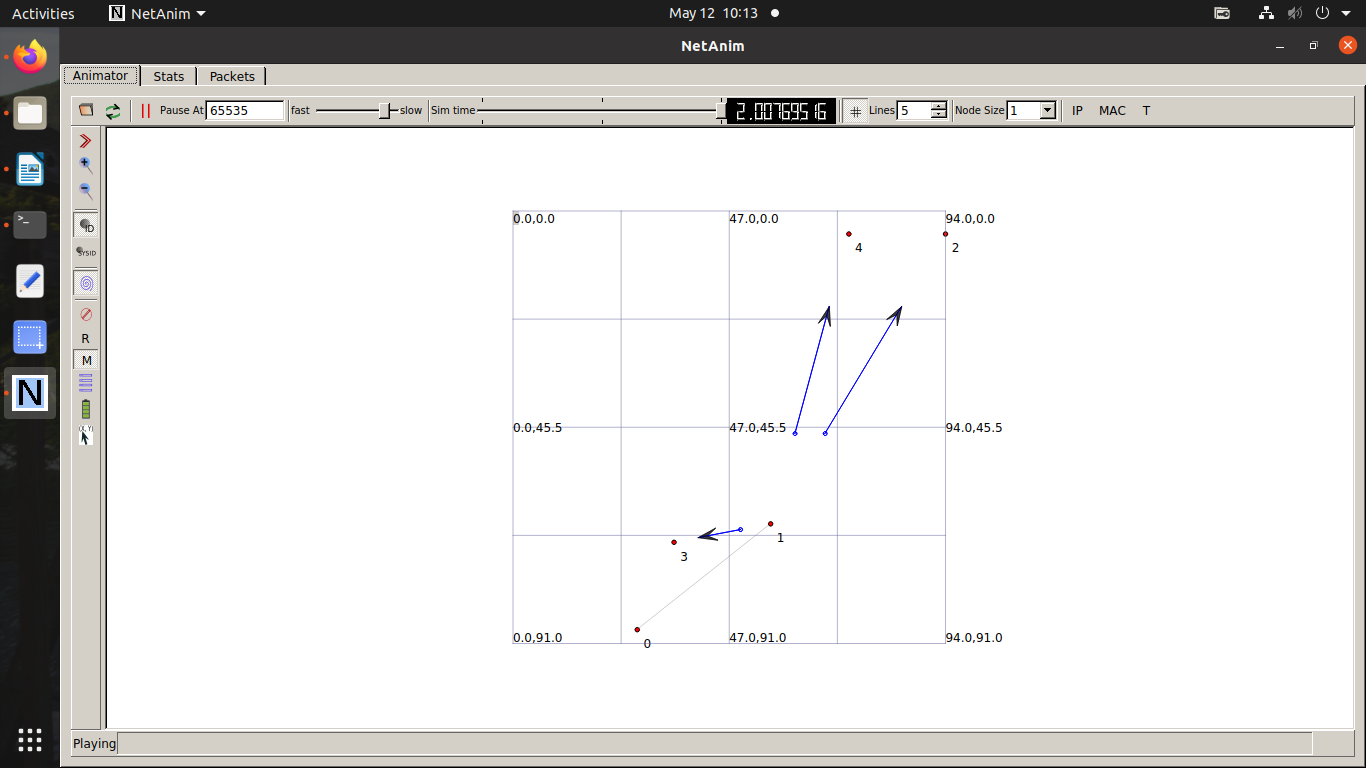 Activities NetAnim May 12 10:13
NetAnim
Animator Stats Packets
Pause At 65535 fast slow Sim time 2.00769516 Lines 5 Node Size 1 IP MAC T
ID
SYSID
R
M
(X,Y)
0.0,0.0 47.0,0.0 94.0,0.0
4 2
0.0,45.5 47.0,45.5 94.0,45.5
1
3
0.0,91.0 47.0,91.0 94.0,91.0
0
Playing